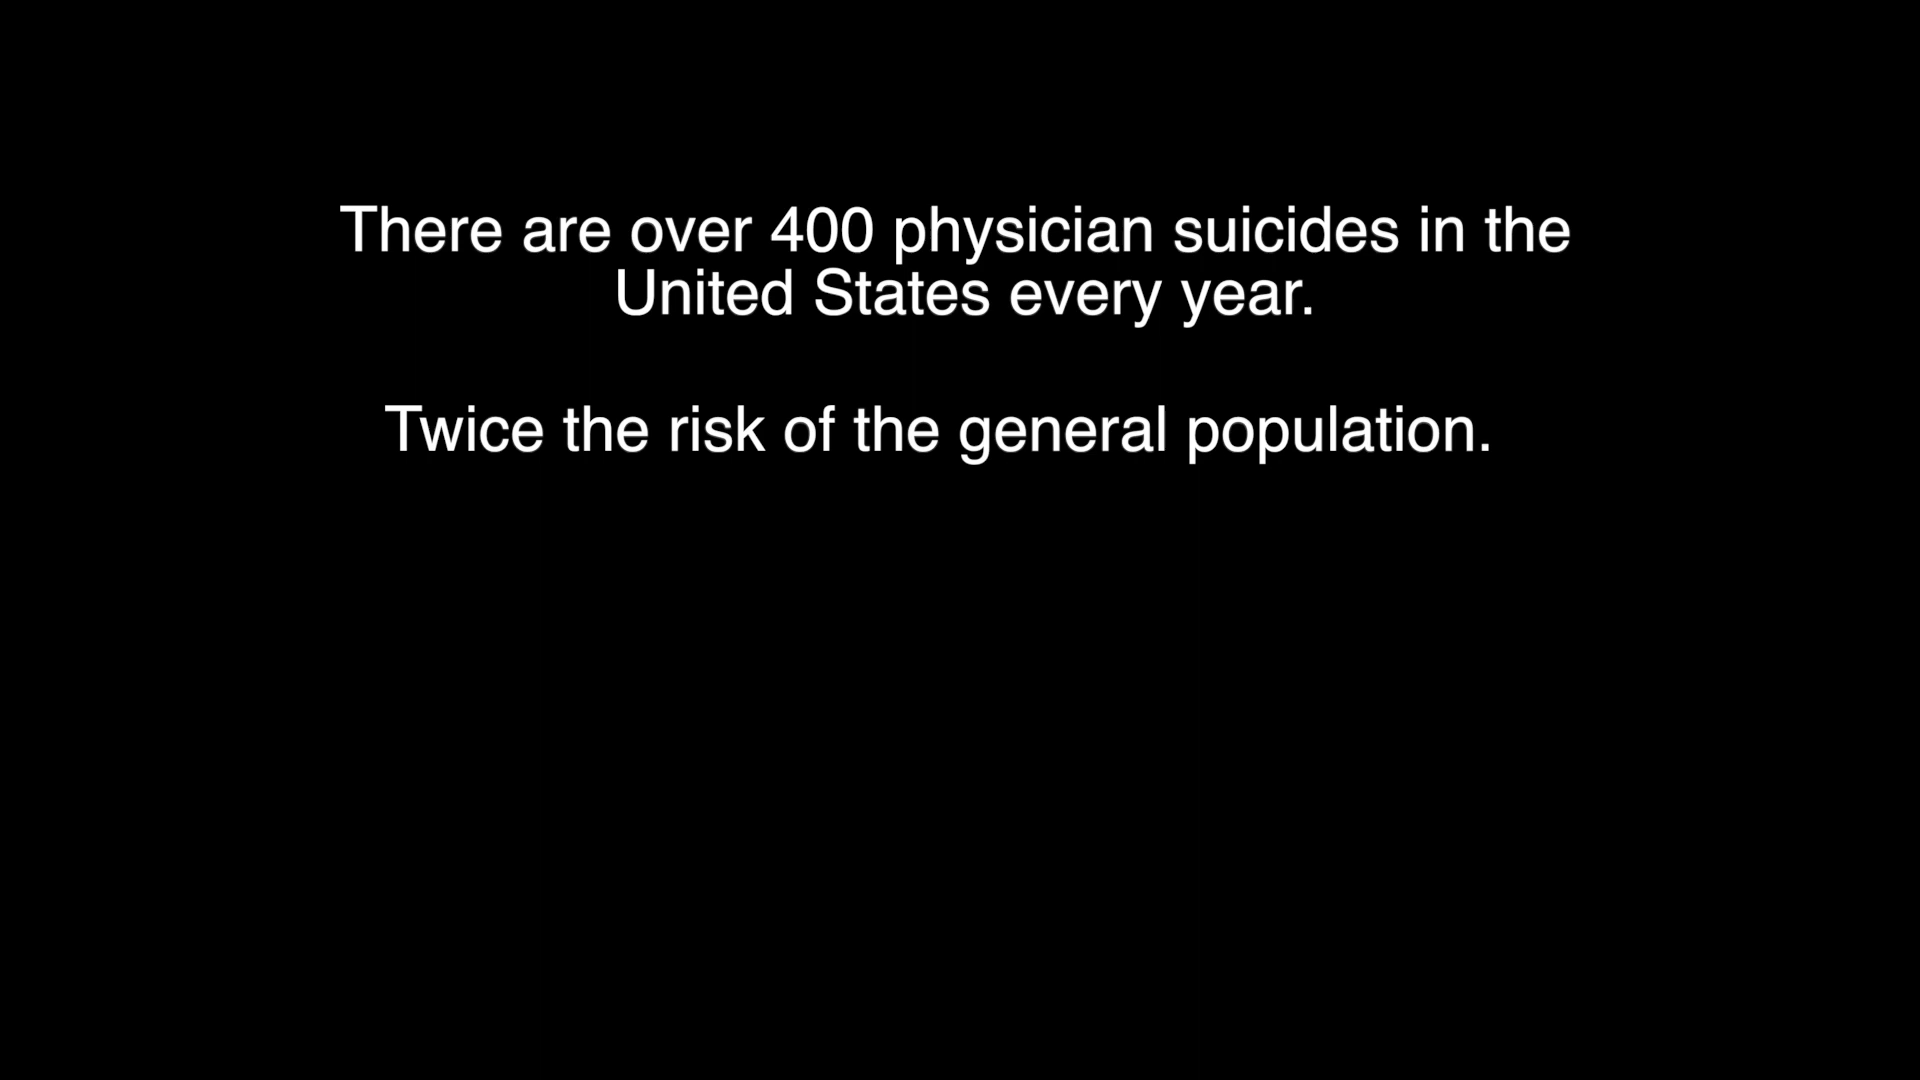 There are over 400 physician suicides in the
United States every year.
Twice the risk of the general population.